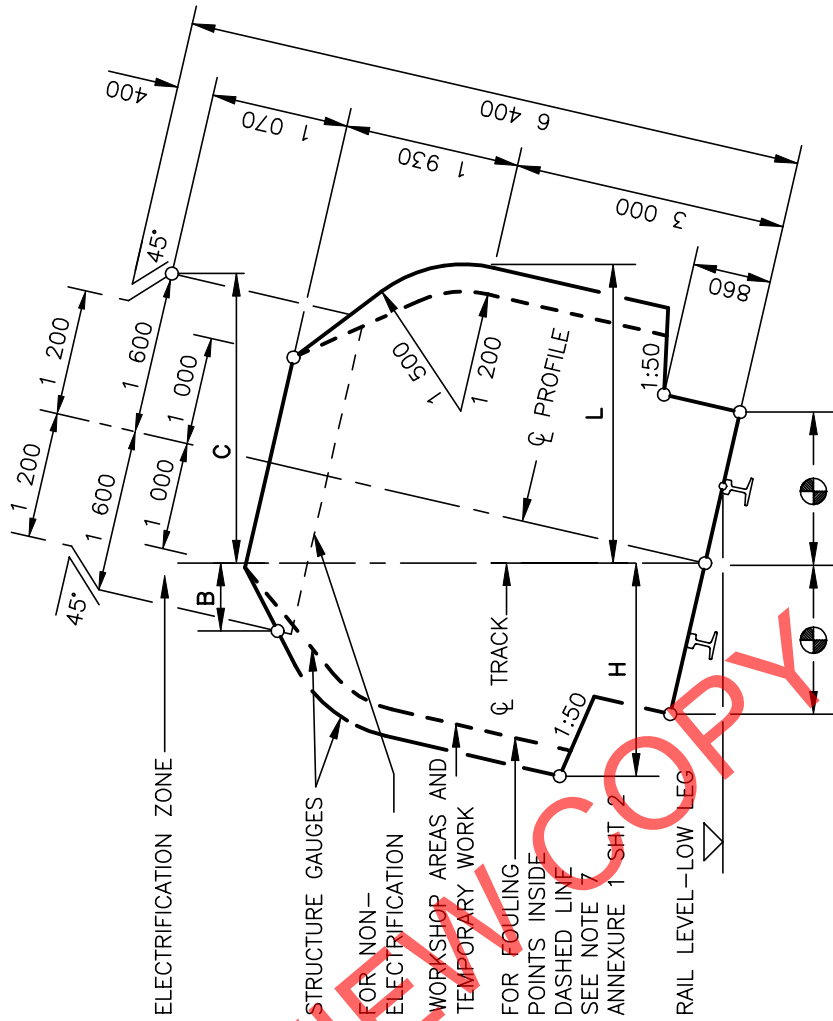 400
1 200
1 200
1 600
1 600
1 000
1 000
45°
45°
1 070
6 400
1 930
3 000
860
C
B
1 500
1 200
L
1:50
℄ PROFILE
℄ TRACK
H
1:50
ELECTRIFICATION ZONE
STRUCTURE GAUGES
FOR NON-
ELECTRIFICATION
WORKSHOP AREAS AND
TEMPORARY WORK
FOR FOULING
POINTS INSIDE
DASHED LINE
SEE NOTE 7
ANNEXURE 1 SHT 2
RAIL LEVEL-LOW LEG
EW COPY